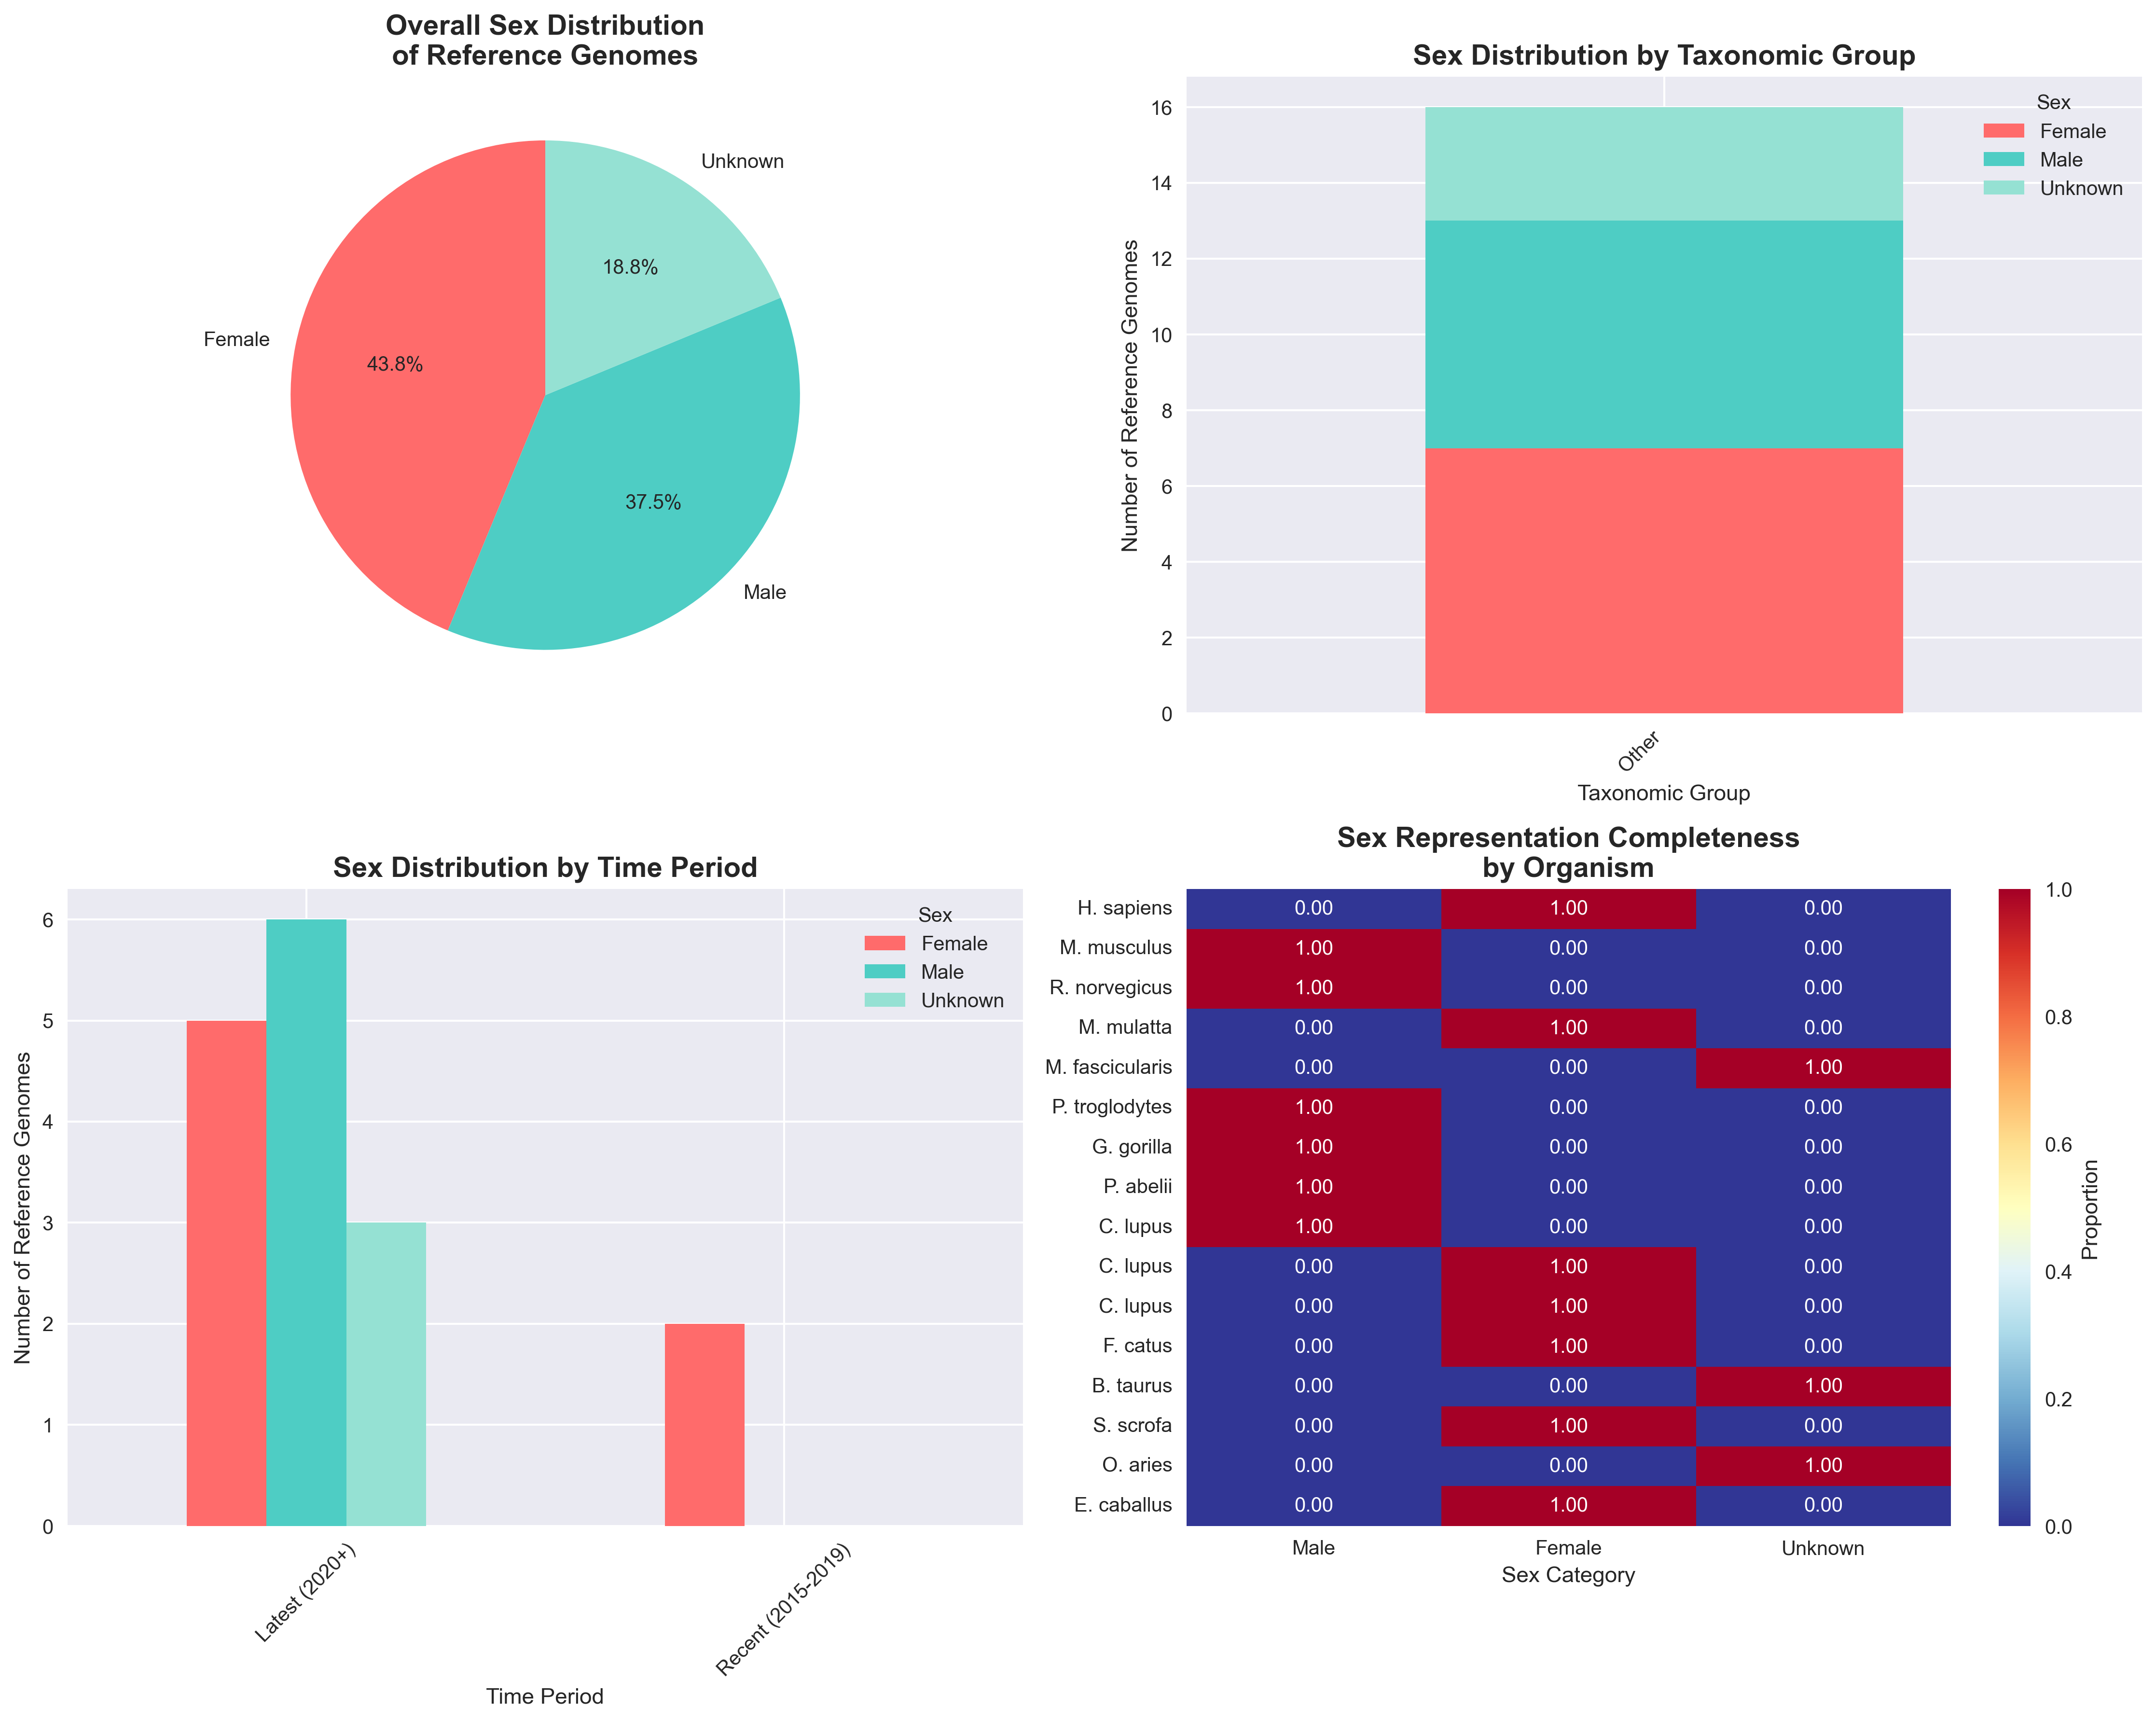 Overall Sex Distribution
of Reference Genomes
Unknown
18.8%
Female
43.8%
37.5%
Male
Sex Distribution by Taxonomic Group
Number of Reference Genomes
16
14
12
10
8
6
4
2
0
Sex
Female
Male
Unknown
Other
Taxonomic Group
Sex Distribution by Time Period
Number of Reference Genomes
6
5
4
3
2
1
0
Sex
Female
Male
Unknown
Latest (2020+)
Recent (2015-2019)
Time Period
Sex Representation Completeness
by Organism
H. sapiens 0.00 1.00 0.00
M. musculus 1.00 0.00 0.00
R. norvegicus 1.00 0.00 0.00
M. mulatta 0.00 1.00 0.00
M. fascicularis 0.00 0.00 1.00
P. troglodytes 1.00 0.00 0.00
G. gorilla 1.00 0.00 0.00
P. abelii 1.00 0.00 0.00
C. lupus 1.00 0.00 0.00
C. lupus 0.00 1.00 0.00
C. lupus 0.00 1.00 0.00
F. catus 0.00 1.00 0.00
B. taurus 0.00 0.00 1.00
S. scrofa 0.00 1.00 0.00
O. aries 0.00 0.00 1.00
E. caballus 0.00 1.00 0.00
Male Female Unknown
Sex Category
1.0
0.8
0.6
0.4
0.2
0.0
Proportion